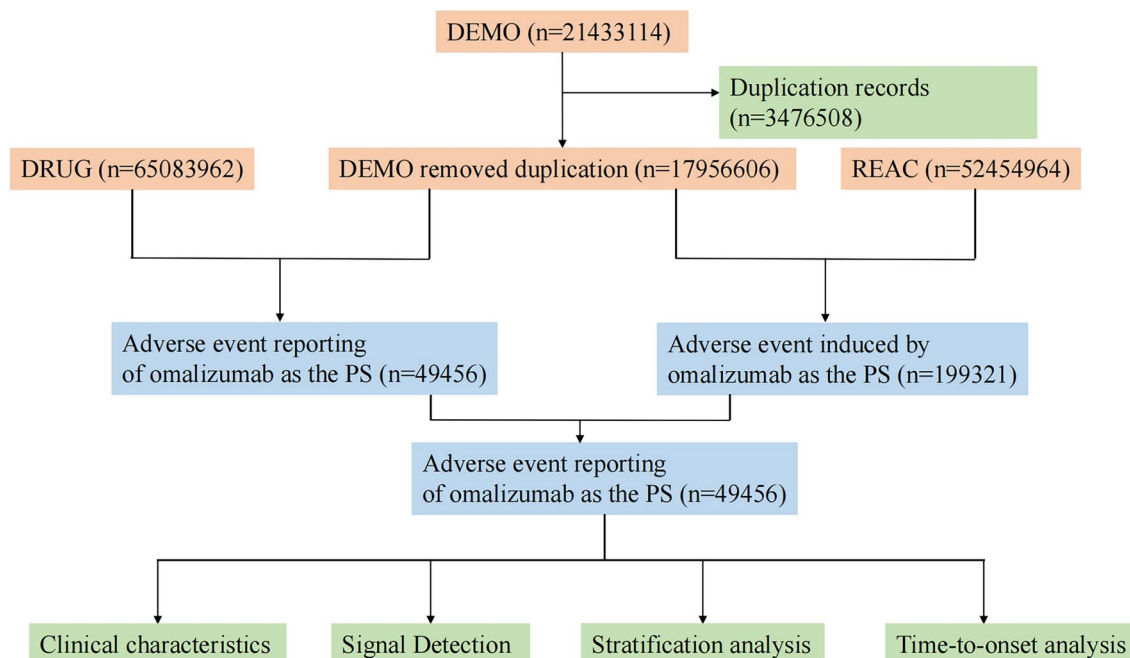 DEMO (n=21433114)
Duplication records
(n=3476508)
DRUG (n=65083962)
DEMO removed duplication (n=17956606)
REAC (n=52454964)
Adverse event reporting
of omalizumab as the PS (n=49456)
Adverse event induced by
omalizumab as the PS (n=199321)
Adverse event reporting
of omalizumab as the PS (n=49456)
Clinical characteristics
Signal Detection
Stratification analysis
Time-to-onset analysis